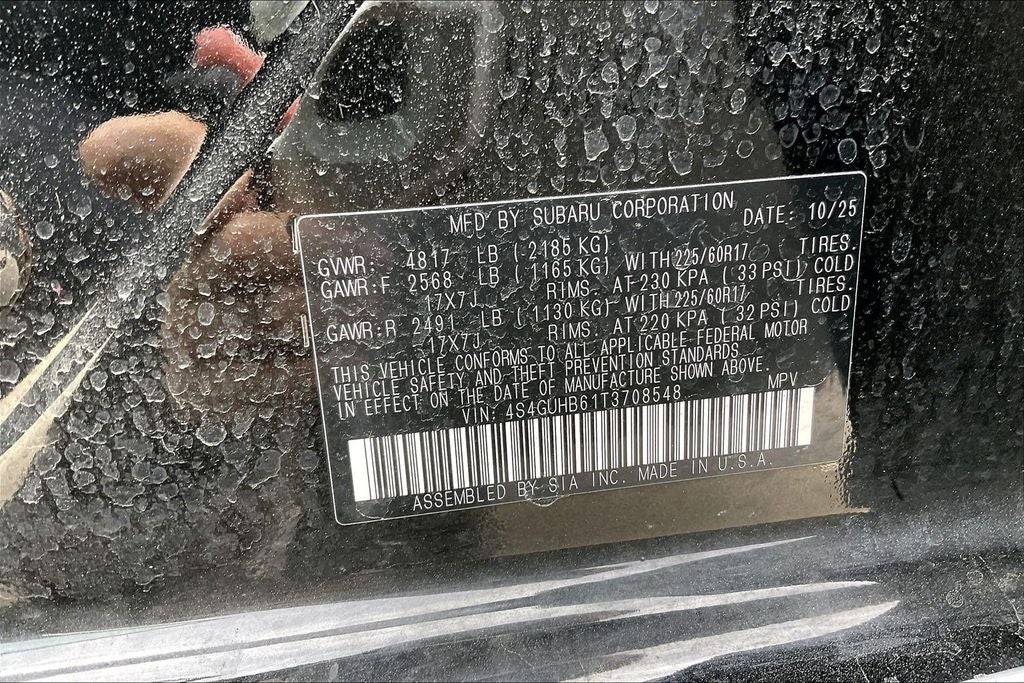 MFD BY SUBARU CORPORATION DATE: 10/25
GVWR: 4817 LB (2185 KG)
GAWR:F 2568 LB (1165 KG) WITH 225/60R17 TIRES.
17X7J RIMS. AT 230 KPA (33 PSI) COLD
GAWR:R 2491 LB (1130 KG) WITH 225/60R17 TIRES.
17X7J RIMS. AT 220 KPA (32 PSI) COLD
THIS VEHICLE CONFORMS TO ALL APPLICABLE FEDERAL MOTOR
VEHICLE SAFETY AND THEFT PREVENTION STANDARDS
IN EFFECT ON THE DATE OF MANUFACTURE SHOWN ABOVE.
VIN: 4S4GUHB61T3708548 MPV
ASSEMBLED BY SIA INC. MADE IN U.S.A.